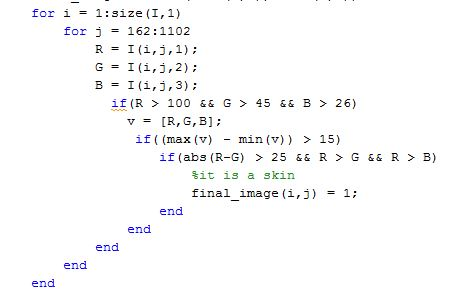 for i = 1:size(I,1)
for j = 162:1102
R = I(i,j,1);
G = I(i,j,2);
B = I(i,j,3);
if(R > 100 && G > 45 && B > 26)
v = [R,G,B];
if((max(v) - min(v)) > 15)
if(abs(R-G) > 25 && R > G && R > B)
%it is a skin
final_image(i,j) = 1;
end
end
end
end
end